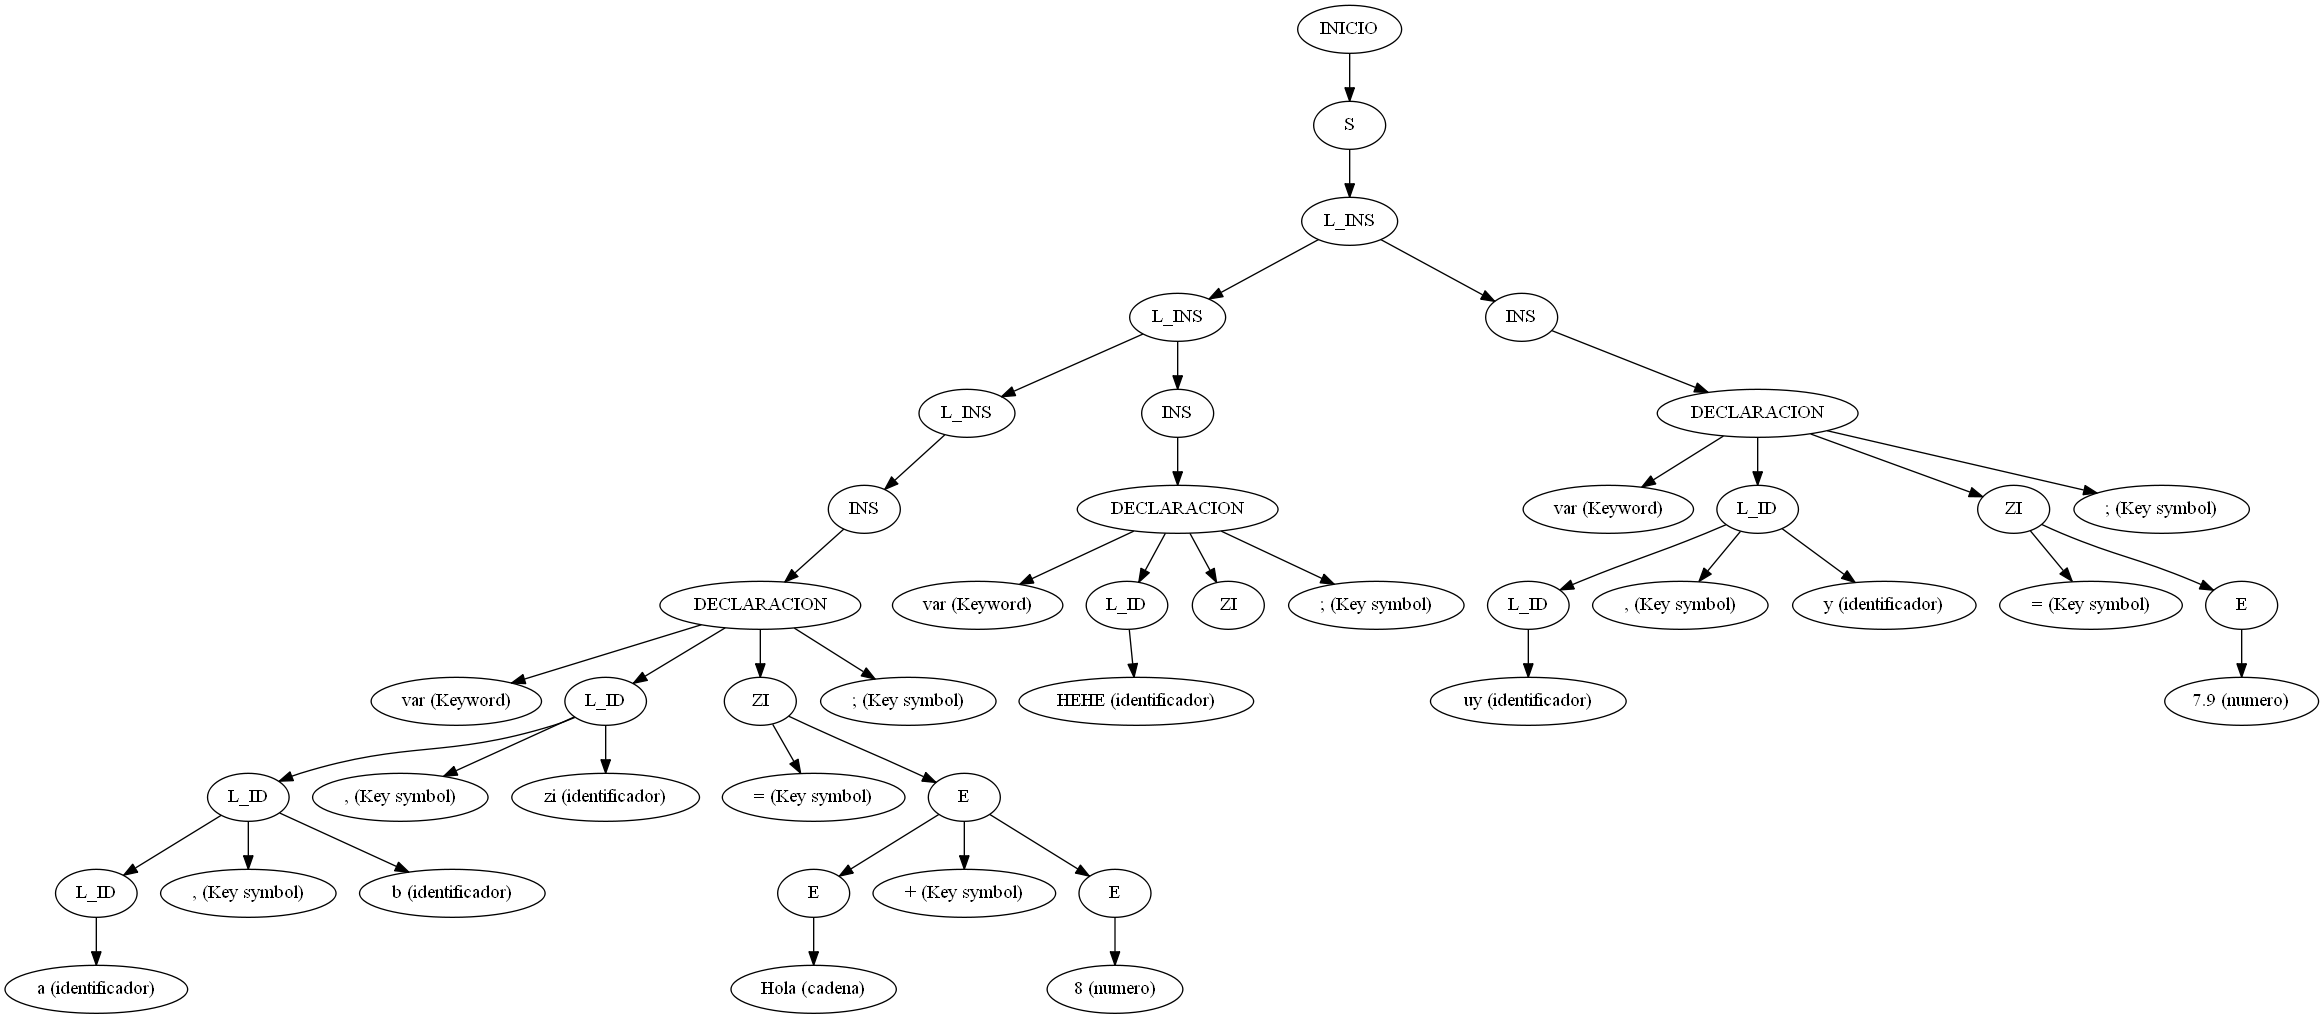 INICIO
S
L_INS
L_INS
INS
L_INS
INS
DECLARACION
INS
DECLARACION
var (Keyword)
L_ID
ZI
; (Key symbol)
DECLARACION
var (Keyword)
L_ID
ZI
; (Key symbol)
L_ID
, (Key symbol)
y (identificador)
= (Key symbol)
E
var (Keyword)
L_ID
ZI
; (Key symbol)
HEHE (identificador)
uy (identificador)
7.9 (numero)
L_ID
, (Key symbol)
zi (identificador)
= (Key symbol)
E
L_ID
, (Key symbol)
b (identificador)
E
+ (Key symbol)
E
a (identificador)
Hola (cadena)
8 (numero)